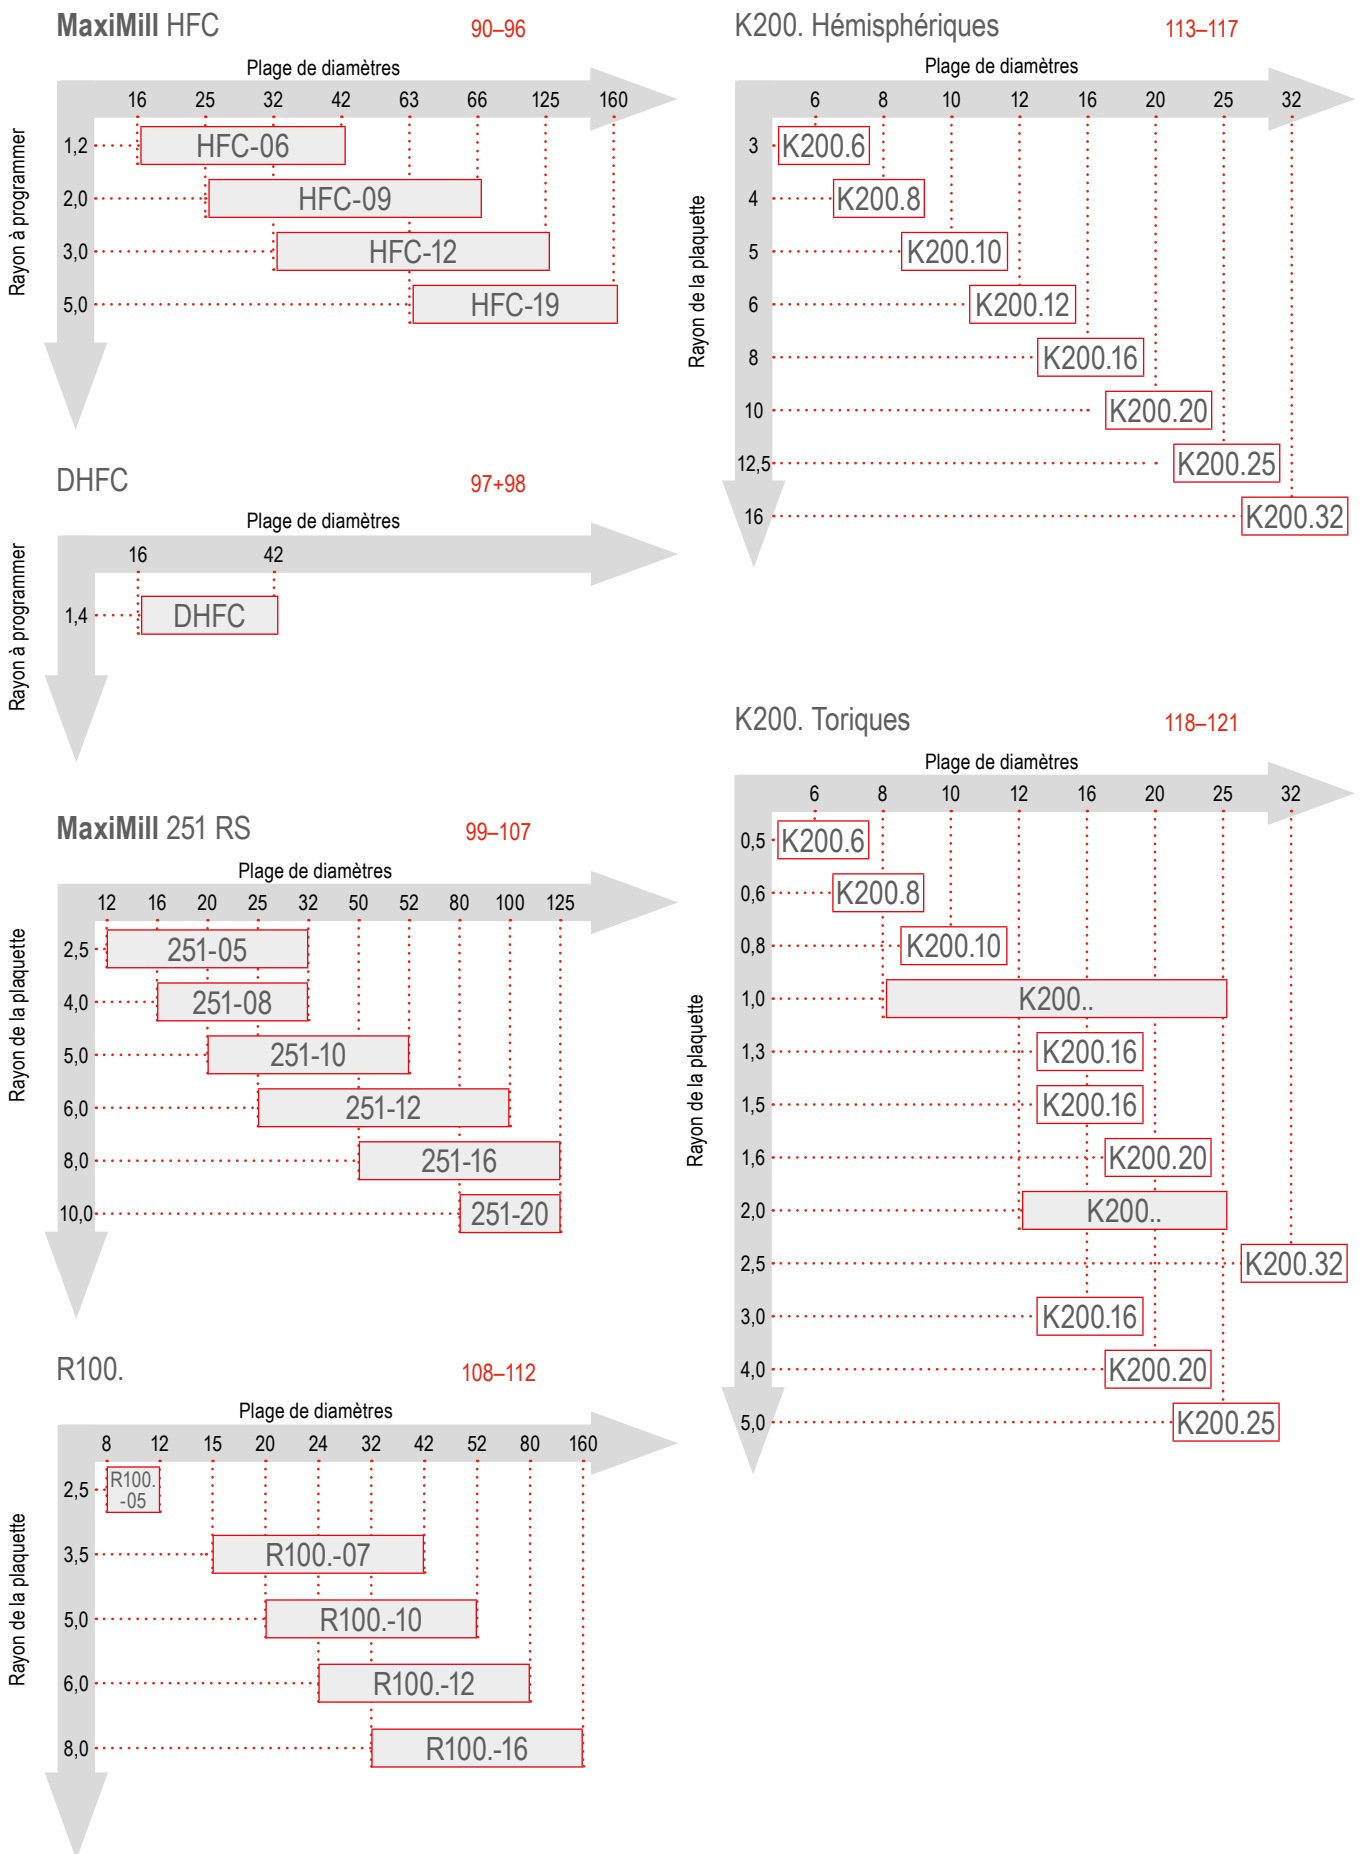 MaxiMill HFC 90–96
Plage de diamètres
16 25 32 42 63 66 125 160
Rayon à programmer
1,2 HFC-06
2,0 HFC-09
3,0 HFC-12
5,0 HFC-19
DHFC 97+98
Plage de diamètres
16 42
Rayon à programmer
1,4 DHFC
MaxiMill 251 RS 99–107
Plage de diamètres
12 16 20 25 32 50 52 80 100 125
Rayon de la plaquette
2,5 251-05
4,0 251-08
5,0 251-10
6,0 251-12
8,0 251-16
10,0 251-20
R100. 108–112
Plage de diamètres
8 12 15 20 24 32 42 52 80 160
Rayon de la plaquette
2,5 R100.
-05
3,5 R100.-07
5,0 R100.-10
6,0 R100.-12
8,0 R100.-16
K200. Hémisphériques 113–117
Plage de diamètres
6 8 10 12 16 20 25 32
Rayon de la plaquette
3 K200.6
4 K200.8
5 K200.10
6 K200.12
8 K200.16
10 K200.20
12,5 K200.25
16 K200.32
K200. Toriques 118–121
Plage de diamètres
6 8 10 12 16 20 25 32
Rayon de la plaquette
0,5 K200.6
0,6 K200.8
0,8 K200.10
1,0 K200..
1,3 K200.16
1,5 K200.16
1,6 K200.20
2,0 K200..
2,5 K200.32
3,0 K200.16
4,0 K200.20
5,0 K200.25